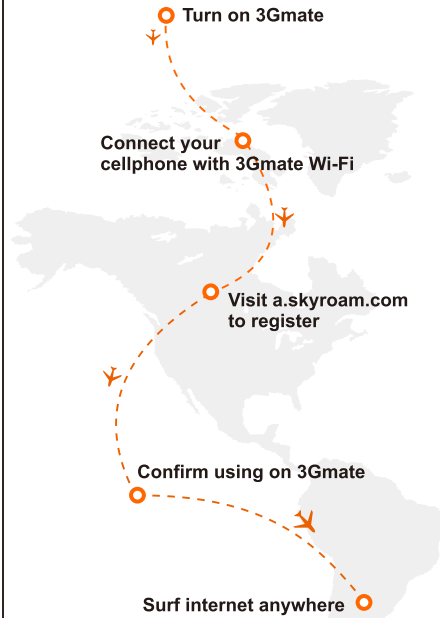 Turn on 3Gmate
Connect your
cellphone with 3Gmate Wi-Fi
Visit a.skyroam.com
to register
Confirm using on 3Gmate
Surf internet anywhere